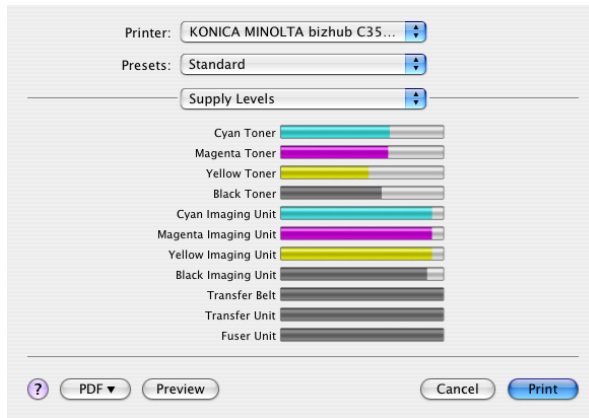 Printer: KONICA MINOLTA bizhub C35...
Presets: Standard
Supply Levels
Cyan Toner
Magenta Toner
Yellow Toner
Black Toner
Cyan Imaging Unit
Magenta Imaging Unit
Yellow Imaging Unit
Black Imaging Unit
Transfer Belt
Transfer Unit
Fuser Unit
? PDF▼ Preview Cancel Print